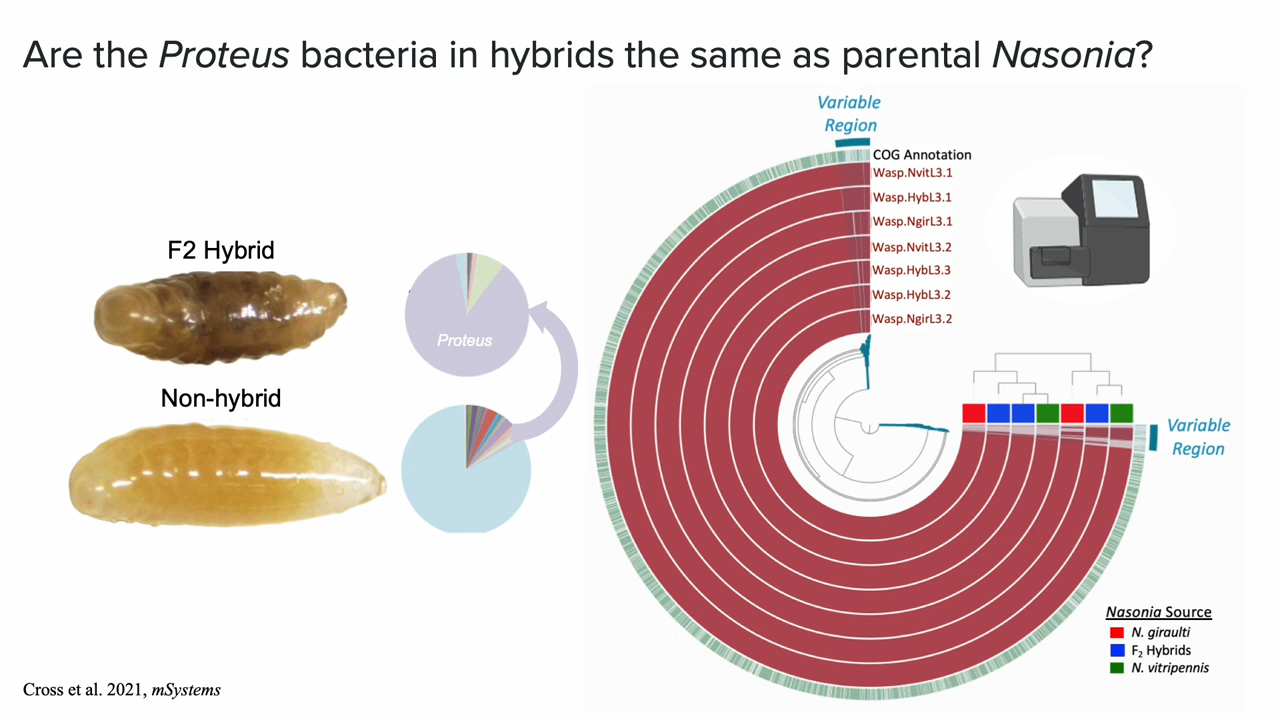 Are the Proteus bacteria in hybrids the same as parental Nasonia?
Variable
Region
COG Annotation
Wasp.NvitL3.1
Wasp.HybL3.1
Wasp.NgirL3.1
Wasp.NvitL3.2
Wasp.HybL3.3
Wasp.HybL3.2
Wasp.NgirL3.2
F2 Hybrid
Proteus
Non-hybrid
Variable
Region
Nasonia Source
N. giraulti
F₂ Hybrids
N. vitripennis
Cross et al. 2021, mSystems